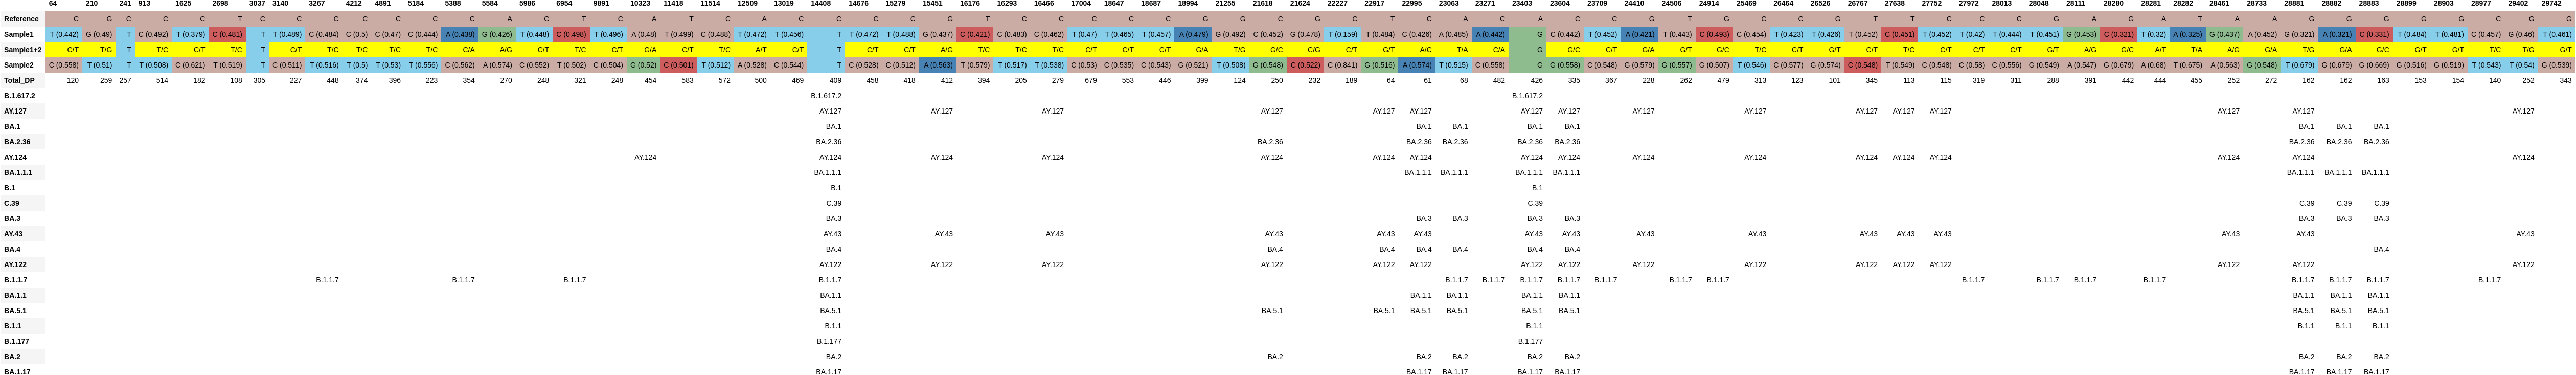 64 210 241 913 1625 2698 3037 3140 3267 4212 4891 5184 5388 5584 5986 6954 9891 10323 11418 11514 12509 13019 14408 14676 15279 15451 16176 16293 16466 17004 18647 18687 18994 21255 21618 21624 22227 22917 22995 23063 23271 23403 23604 23709 24410 24506 24914 25469 26464 26526 26767 27638 27752 27972 28013 28048 28111 28280 28281 28282 28461 28733 28881 28882 28883 28899 28903 28977 29402 29742
Reference C G C C C T C C C C C C C A C T C A T C A C C C C G T C C C C C G G C G C T C A C A C C G T G C C C T T C C C G A G A T A G G G G G G C G G
Sample1 T (0.442) G (0.49) T C (0.492) T (0.379) C (0.481) T T (0.489) C (0.484) C (0.5) C (0.47) C (0.444) A (0.438) G (0.426) T (0.448) C (0.498) T (0.496) A (0.48) T (0.499) C (0.488) T (0.472) T (0.456) T T (0.472) T (0.488) G (0.437) C (0.421) C (0.483) C (0.462) T (0.47) T (0.465) T (0.457) A (0.479) G (0.492) C (0.452) G (0.478) T (0.159) T (0.484) C (0.426) A (0.485) A (0.442) G C (0.442) T (0.452) A (0.421) T (0.443) C (0.493) C (0.454) T (0.423) T (0.426) T (0.452) C (0.451) T (0.452) T (0.42) T (0.444) T (0.451) G (0.453) C (0.321) T (0.32) A (0.325) G (0.437) A (0.452) G (0.321) A (0.321) C (0.331) T (0.484) T (0.481) C (0.457) G (0.46) T (0.461)
Sample1+2 C/T T/G T T/C C/T T/C T C/T T/C T/C T/C T/C C/A A/G C/T T/C C/T G/A C/T T/C A/T C/T T C/T C/T A/G T/C T/C T/C C/T C/T C/T G/A T/G C/G C/G C/T G/T A/C T/A C/A G G/C C/T G/A G/T G/C T/C C/T G/T C/T T/C C/T C/T C/T G/T A/G G/C A/T T/A A/G G/A T/G G/A G/C G/T G/T T/C T/G G/T
Sample2 C (0.558) T (0.51) T T (0.508) C (0.621) T (0.519) T C (0.511) T (0.516) T (0.5) T (0.53) T (0.556) C (0.562) A (0.574) C (0.552) T (0.502) C (0.504) G (0.52) C (0.501) T (0.512) A (0.528) C (0.544) T C (0.528) C (0.512) A (0.563) T (0.579) T (0.517) T (0.538) C (0.53) C (0.535) C (0.543) G (0.521) T (0.508) G (0.548) C (0.522) C (0.841) G (0.516) A (0.574) T (0.515) C (0.558) G G (0.558) C (0.548) G (0.579) G (0.557) G (0.507) T (0.546) C (0.577) G (0.574) C (0.548) T (0.549) C (0.548) C (0.58) C (0.556) G (0.549) A (0.547) G (0.679) A (0.68) T (0.675) A (0.563) G (0.548) T (0.679) G (0.679) G (0.669) G (0.516) G (0.519) T (0.543) T (0.54) G (0.539)
Total_DP 120 259 257 514 182 108 305 227 448 374 396 223 354 270 248 321 248 454 583 572 500 469 409 458 418 412 394 205 279 679 553 446 399 124 250 232 189 64 61 68 482 426 335 367 228 262 479 313 123 101 345 113 115 319 311 288 391 442 444 455 252 272 162 162 163 153 154 140 252 343
B.1.617.2 B.1.617.2 B.1.617.2
AY.127 AY.127 AY.127 AY.127 AY.127 AY.127 AY.127 AY.127 AY.127 AY.127 AY.127 AY.127 AY.127 AY.127 AY.127 AY.127 AY.127
BA.1 BA.1 BA.1 BA.1 BA.1 BA.1 BA.1 BA.1 BA.1
BA.2.36 BA.2.36 BA.2.36 BA.2.36 BA.2.36 BA.2.36 BA.2.36 BA.2.36 BA.2.36 BA.2.36
AY.124 AY.124 AY.124 AY.124 AY.124 AY.124 AY.124 AY.124 AY.124 AY.124 AY.124 AY.124 AY.124 AY.124 AY.124 AY.124 AY.124 AY.124
BA.1.1.1 BA.1.1.1 BA.1.1.1 BA.1.1.1 BA.1.1.1 BA.1.1.1 BA.1.1.1 BA.1.1.1 BA.1.1.1
B.1 B.1 B.1
C.39 C.39 C.39 C.39 C.39 C.39
BA.3 BA.3 BA.3 BA.3 BA.3 BA.3 BA.3 BA.3 BA.3
AY.43 AY.43 AY.43 AY.43 AY.43 AY.43 AY.43 AY.43 AY.43 AY.43 AY.43 AY.43 AY.43 AY.43 AY.43 AY.43 AY.43
BA.4 BA.4 BA.4 BA.4 BA.4 BA.4 BA.4 BA.4 BA.4
AY.122 AY.122 AY.122 AY.122 AY.122 AY.122 AY.122 AY.122 AY.122 AY.122 AY.122 AY.122 AY.122 AY.122 AY.122 AY.122 AY.122
B.1.1.7 B.1.1.7 B.1.1.7 B.1.1.7 B.1.1.7 B.1.1.7 B.1.1.7 B.1.1.7 B.1.1.7 B.1.1.7 B.1.1.7 B.1.1.7 B.1.1.7 B.1.1.7 B.1.1.7 B.1.1.7 B.1.1.7 B.1.1.7 B.1.1.7 B.1.1.7
BA.1.1 BA.1.1 BA.1.1 BA.1.1 BA.1.1 BA.1.1 BA.1.1 BA.1.1 BA.1.1
BA.5.1 BA.5.1 BA.5.1 BA.5.1 BA.5.1 BA.5.1 BA.5.1 BA.5.1 BA.5.1 BA.5.1 BA.5.1
B.1.1 B.1.1 B.1.1 B.1.1 B.1.1 B.1.1
B.1.177 B.1.177 B.1.177
BA.2 BA.2 BA.2 BA.2 BA.2 BA.2 BA.2 BA.2 BA.2 BA.2
BA.1.17 BA.1.17 BA.1.17 BA.1.17 BA.1.17 BA.1.17 BA.1.17 BA.1.17 BA.1.17